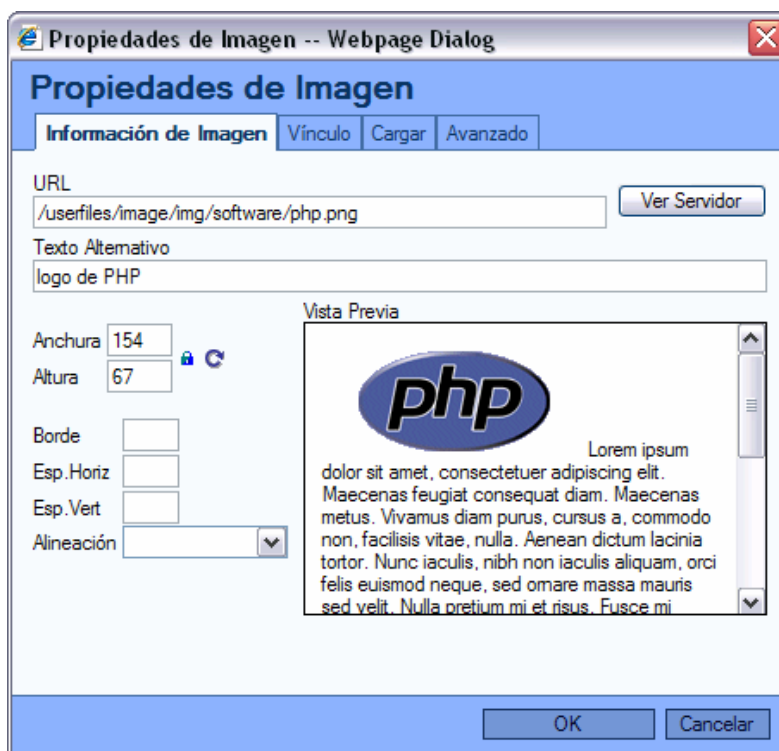 Propiedades de Imagen -- Webpage Dialog
Propiedades de Imagen
Información de Imagen
Vínculo
Cargar
Avanzado
URL
/userfiles/image/img/software/php.png
Ver Servidor
Texto Alternativo
logo de PHP
Anchura 154
Altura 67
Borde
Esp.Horiz
Esp.Vert
Alineación
Vista Previa
php
Lorem ipsum
dolor sit amet, consectetuer adipiscing elit.
Maecenas feugiat consequat diam. Maecenas
metus. Vivamus diam purus, cursus a, commodo
non, facilisis vitae, nulla. Aenean dictum lacinia
tortor. Nunc iaculis, nibh non iaculis aliquam, orci
felis euismod neque, sed ornare massa mauris
sed velit. Nulla pretium mi et risus. Fusce mi
OK
Cancelar